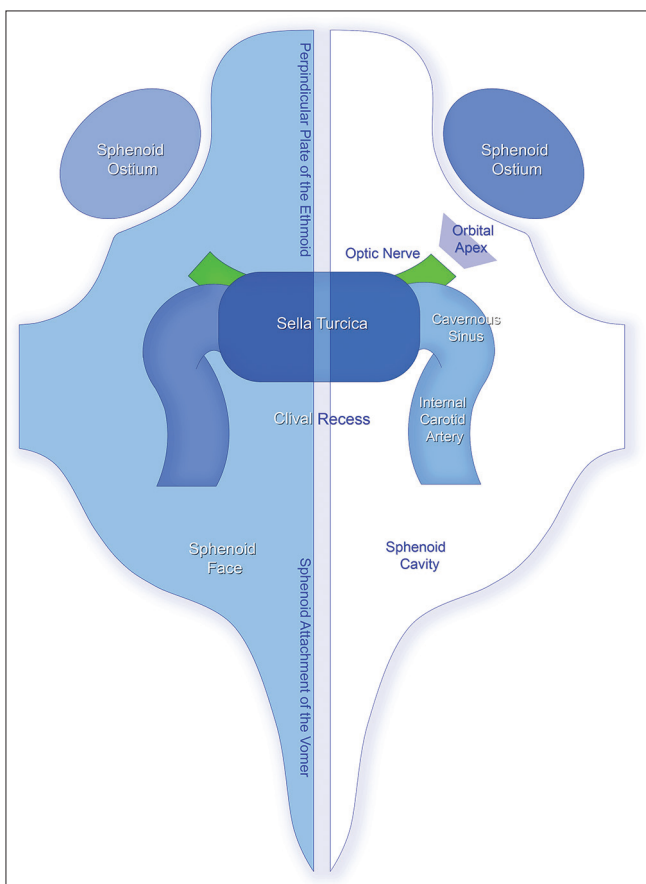 Perpindicular Plate of the Ethmoid
Sphenoid
Ostium
Sphenoid
Ostium
Orbital
Apex
Optic Nerve
Sella Turcica
Cavernous
Sinus
Internal
Carotid
Artery
Clival Recess
Sphenoid
Face
Sphenoid
Cavity
Sphenoid Attachment of the Vomer